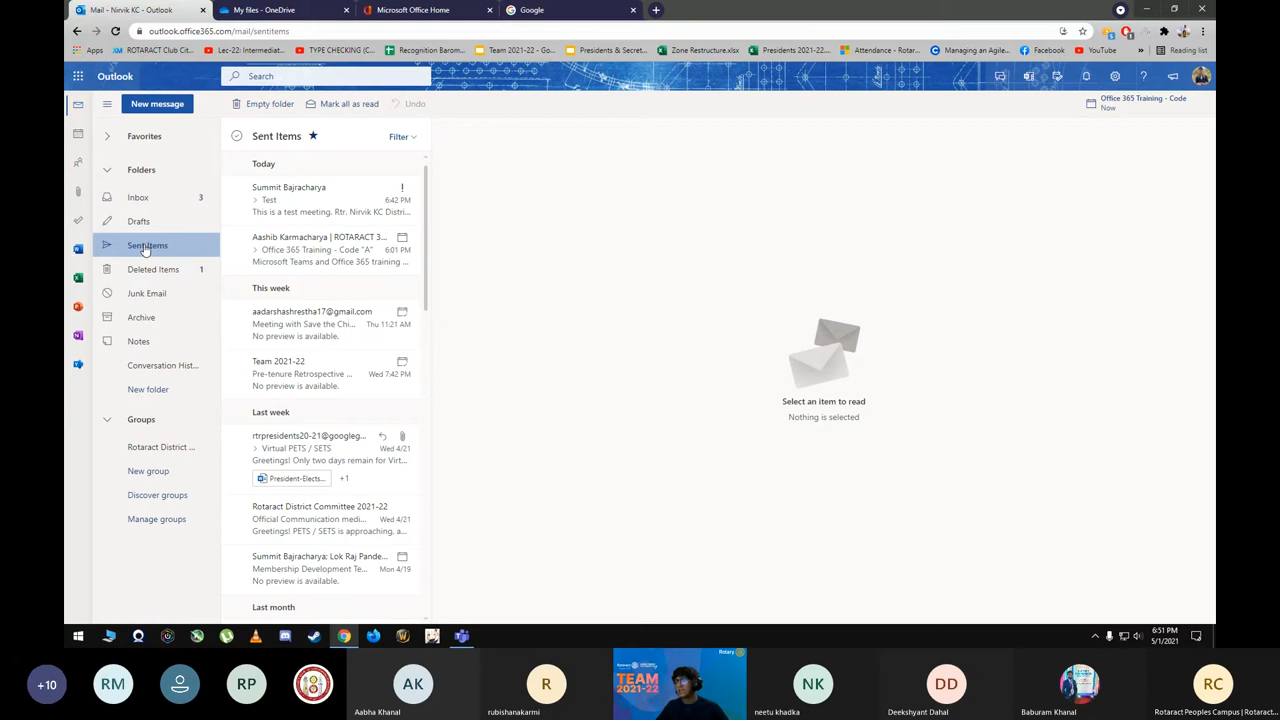 Mail - Nirvik KC - Outlook
My files - OneDrive
Microsoft Office Home
Google
outlook.office365.com/mail/sentitems
Apps
ROTARACT Club Cit...
Lec-22: Intermediat...
TYPE CHECKING (C...
Recognition Barom...
Team 2021-22 - Go...
Presidents & Secret...
Zone Restructure.xlsx
Presidents 2021-22...
Attendance - Rotar...
Managing an Agile...
Facebook
YouTube
»
Reading list
Outlook
Search
New message
Empty folder
Mark all as read
Undo
Office 365 Training - Code
Now
Favorites
Folders
Inbox 3
Drafts
Sent Items
Deleted Items 1
Junk Email
Archive
Notes
Conversation Hist...
New folder
Groups
Rotaract District ...
New group
Discover groups
Manage groups
Sent Items
Filter
Today
Summit Bajracharya
Test 6:42 PM
This is a test meeting. Rtr. Nirvik KC Distri...
Aashib Karmacharya | ROTARACT 3...
Office 365 Training - Code "A" 6:01 PM
Microsoft Teams and Office 365 training ...
This week
aadarshashrestha17@gmail.com
Meeting with Save the Chi... Thu 11:21 AM
No preview is available.
Team 2021-22
Pre-tenure Retrospective ... Wed 7:42 PM
No preview is available.
Last week
rtrpresidents20-21@googleg...
Virtual PETS / SETS Wed 4/21
Greetings! Only two days remain for Virt...
President-Elects... +1
Rotaract District Committee 2021-22
Official Communication medi... Wed 4/21
Greetings! PETS / SETS is approaching, a...
Summit Bajracharya; Lok Raj Pande...
Membership Development Te... Mon 4/19
No preview is available.
Last month
Select an item to read
Nothing is selected
6:51 PM
5/1/2021
+10
RM
RP
AK
Aabha Khanal
R
rubishanakarmi
Rotary
Rotaract
TEAM
2021-22
NK
neetu khadka
DD
Deekshyant Dahal
Baburam Khanal
RC
Rotaract Peoples Campus | Rotaract...